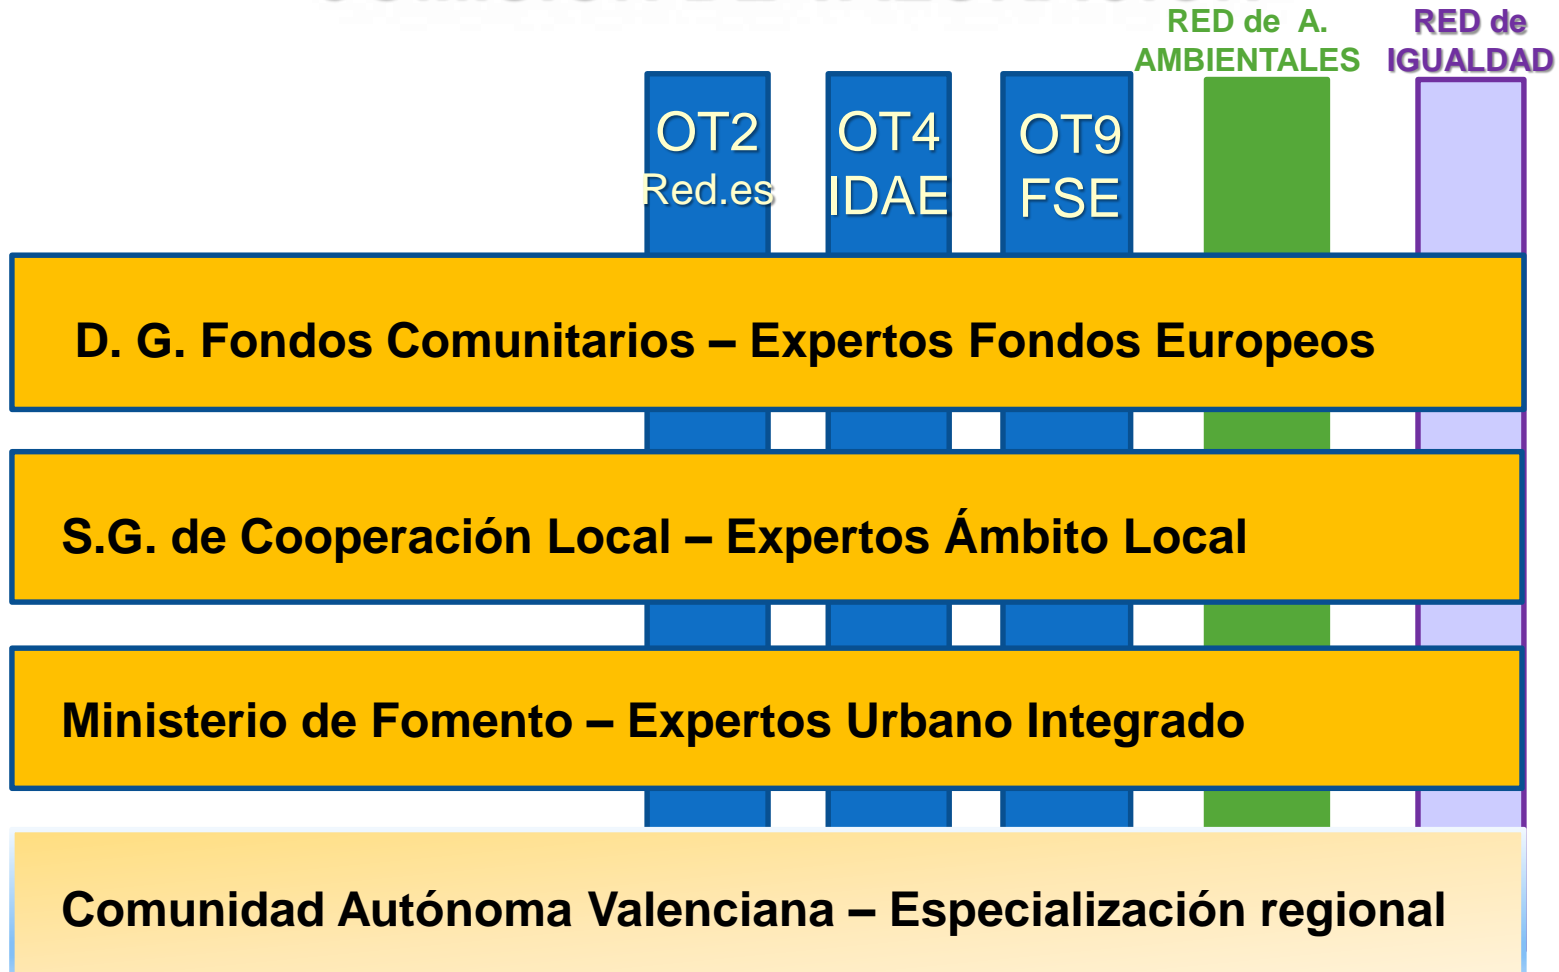 RED de A.
AMBIENTALES
RED de
IGUALDAD
OT2
Red.es
OT4
IDAE
OT9
FSE
D. G. Fondos Comunitarios – Expertos Fondos Europeos
S.G. de Cooperación Local – Expertos Ámbito Local
Ministerio de Fomento – Expertos Urbano Integrado
Comunidad Autónoma Valenciana – Especialización regional